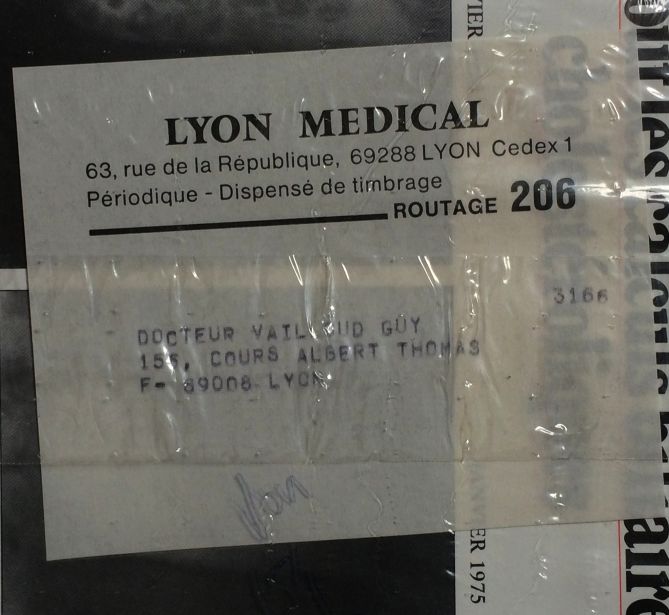 LYON MEDICAL
63, rue de la République, 69288 LYON Cedex 1
Périodique - Dispensé de timbrage
ROUTAGE 206
3166
DOCTEUR GUY
COURS ALBERT THOMAS
F- 69008 LYON
1975